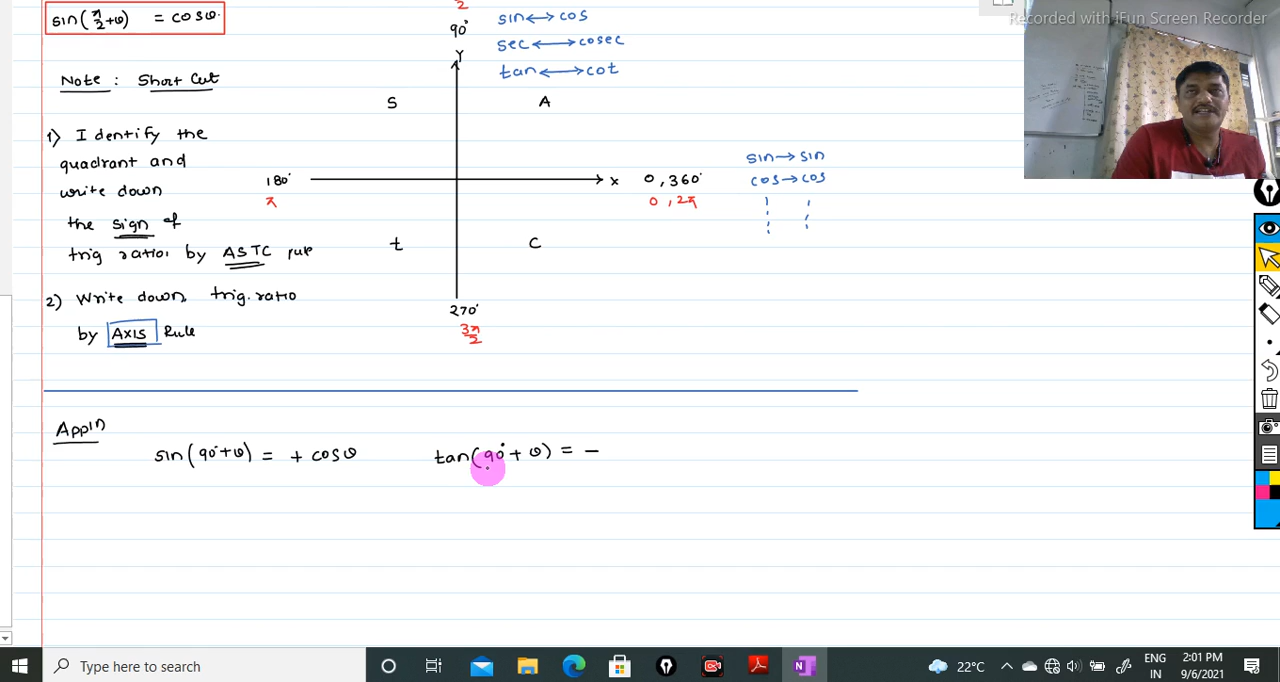 sin(π/2+θ) = cosθ
Note: Short Cut
1) Identify the
quadrant and
write down
the sign of
trig ratio. by ASTC rule
2) Write down trig. ratio
by Axis Rule
2
90°
Y
sin↔cos
sec↔cosec
tan↔cot
S
A
180°
π
x
0, 360°
0, 2π
sin→sin
cos→cos
t
C
270°
3π/2
Appln
sin(90°+θ) = + cosθ
tan(90°+θ) = −
Recorded with iFun Screen Recorder
Type here to search
22°C
ENG
IN
2:01 PM
9/6/2021